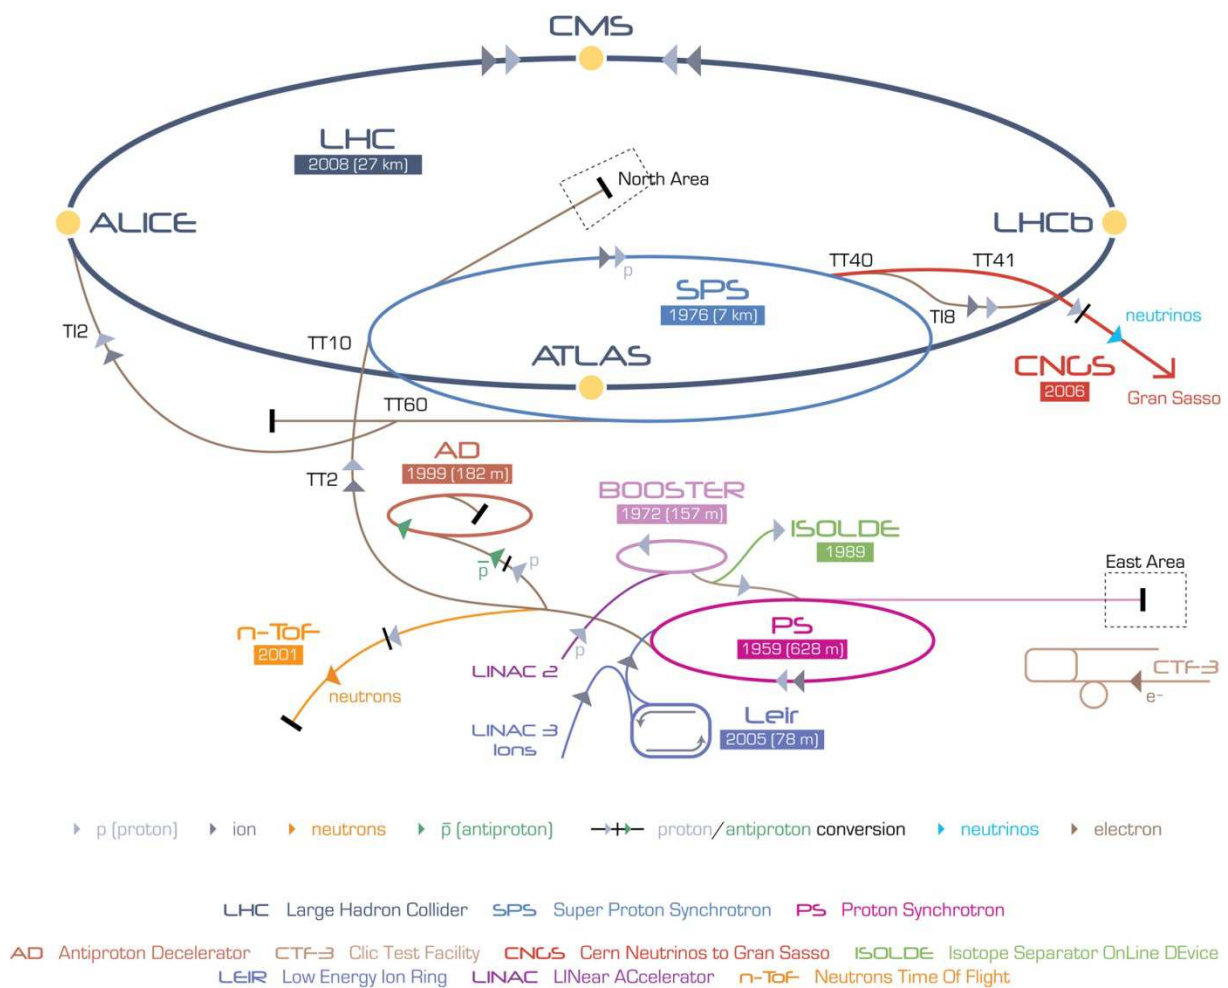 CMS
LHC
2008 (27 km)
North Area
ALICE
LHCb
TT40
TT41
p
SPS
1976 (7 km)
TI2
TI8
neutrinos
TT10
ATLAS
CNGS
2006
Gran Sasso
TT60
AD
1999 (182 m)
TT2
BOOSTER
1972 (157 m)
ISOLDE
1989
p̅
p
East Area
n-ToF
2001
neutrons
p
LINAC 2
PS
1959 (628 m)
CTF-3
e–
LINAC 3
Ions
Leir
2005 (78 m)
p (proton)
ion
neutrons
p̅ (antiproton)
proton/antiproton conversion
neutrinos
electron
LHC Large Hadron Collider SPS Super Proton Synchrotron PS Proton Synchrotron
AD Antiproton Decelerator CTF-3 Clic Test Facility CNGS Cern Neutrinos to Gran Sasso ISOLDE Isotope Separator OnLine DEvice
LEIR Low Energy Ion Ring LINAC LINear ACcelerator n-ToF Neutrons Time Of Flight